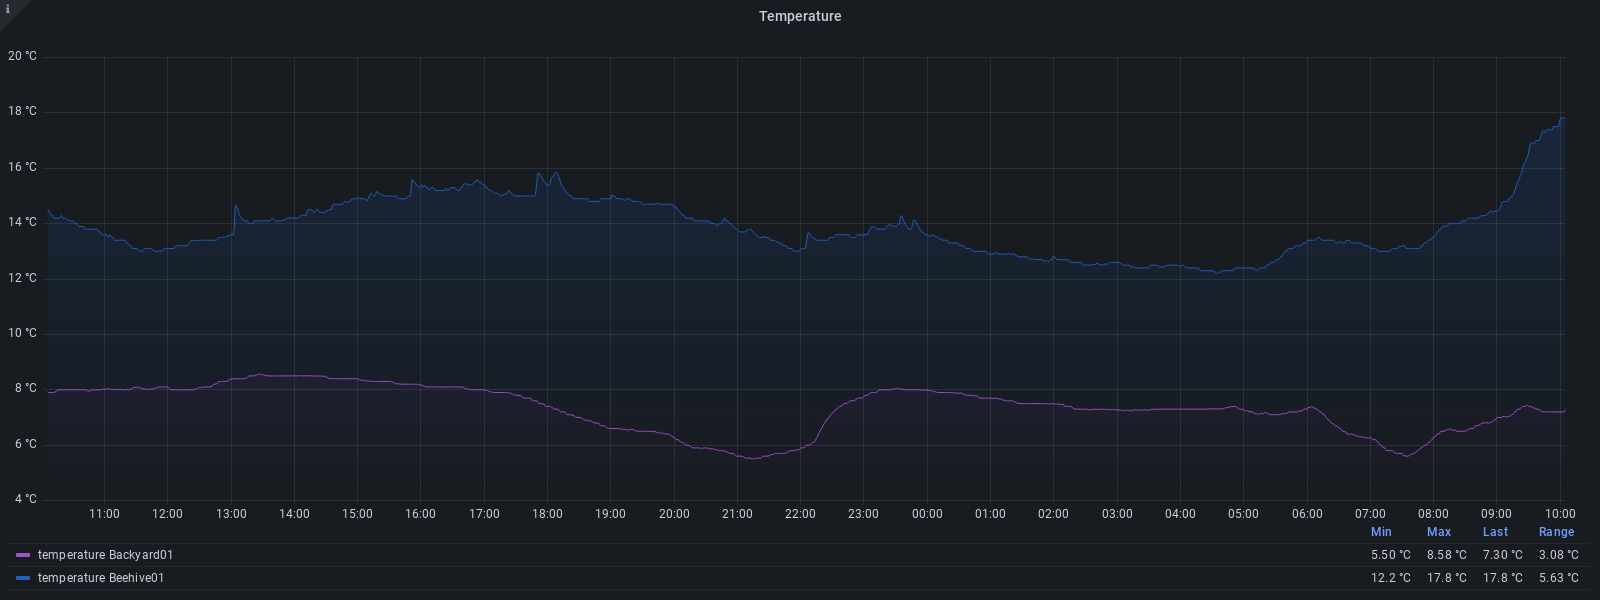 i
Temperature
20 °C
18 °C
16 °C
14 °C
12 °C
10 °C
8 °C
6 °C
4 °C
11:00 12:00 13:00 14:00 15:00 16:00 17:00 18:00 19:00 20:00 21:00 22:00 23:00 00:00 01:00 02:00 03:00 04:00 05:00 06:00 07:00 08:00 09:00 10:00
Min Max Last Range
temperature Backyard01 5.50 °C 8.58 °C 7.30 °C 3.08 °C
temperature Beehive01 12.2 °C 17.8 °C 17.8 °C 5.63 °C